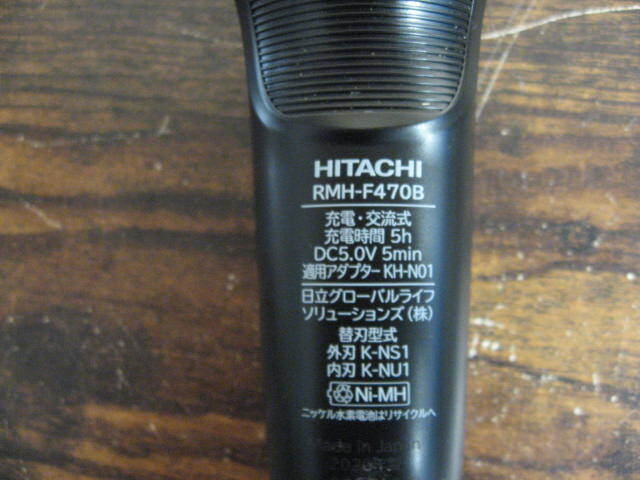 HITACHI
RMH-F470B
充電・交流式
充電時間 5h
DC5.0V 5min
適用アダプター KH-N01
日立グローバルライフ
ソリューションズ(株)
替刃型式
外刃 K-NS1
内刃 K-NU1
Ni-MH
ニッケル水素電池はリサイクルへ
Made in Japan